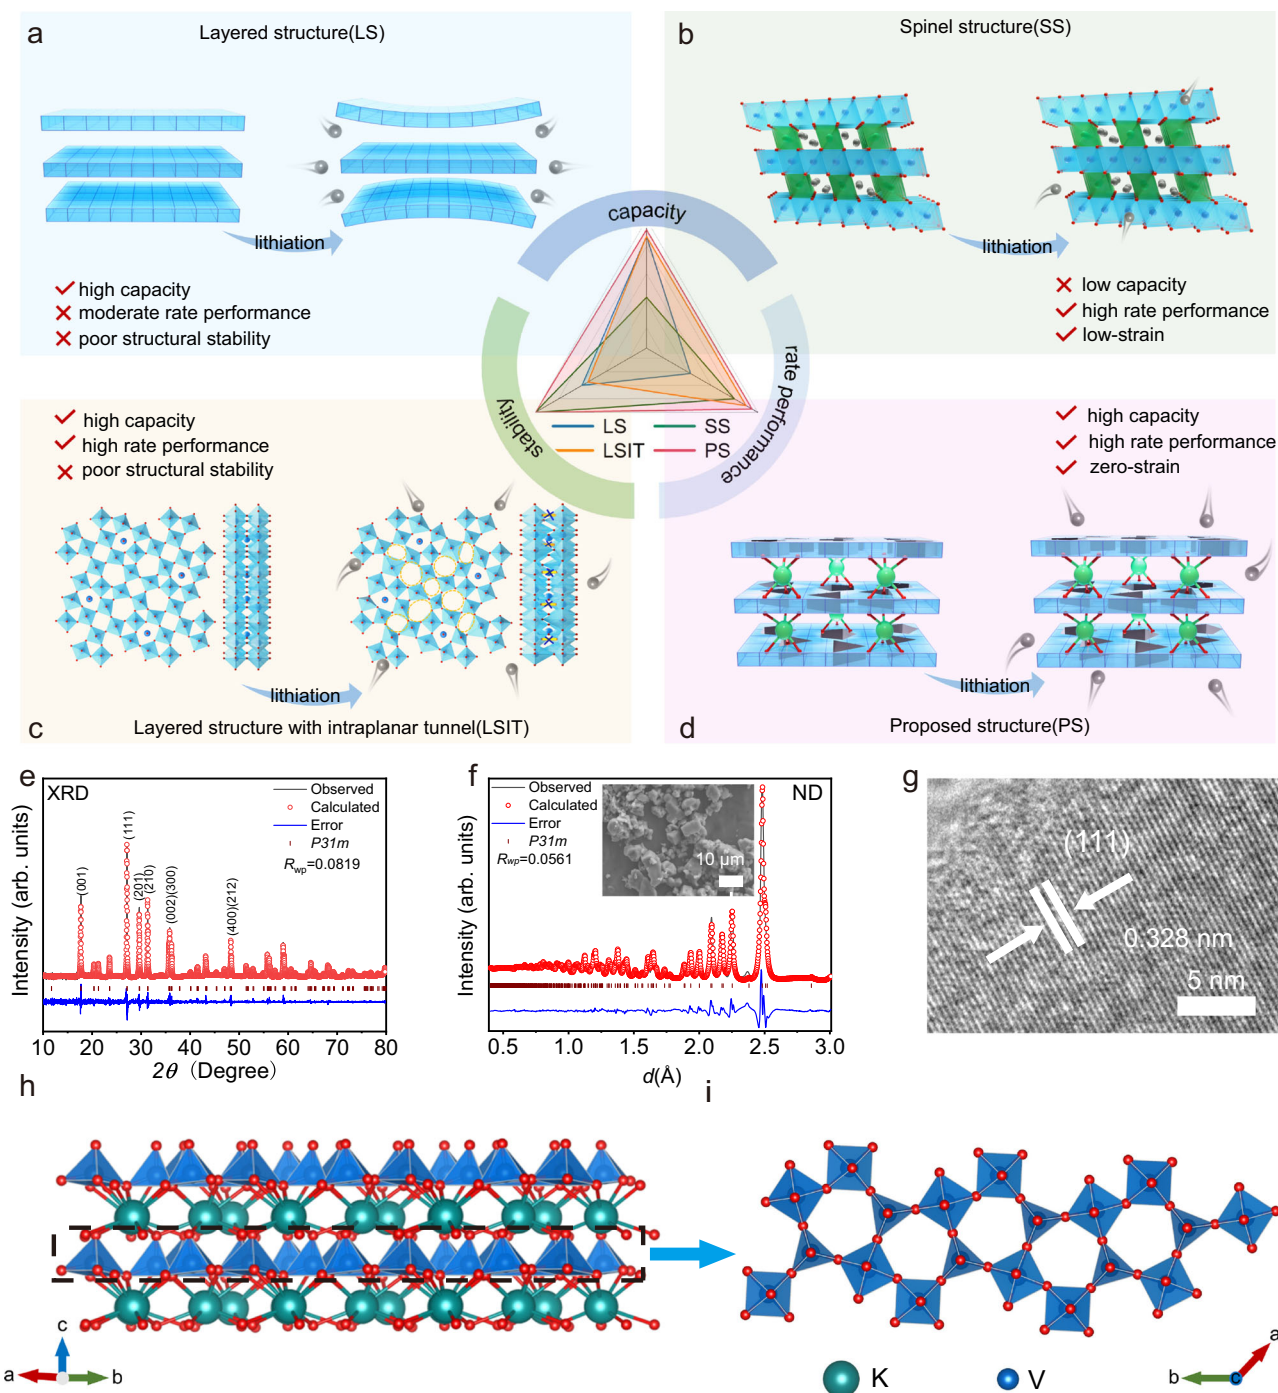 a
Layered structure(LS)
lithiation
high capacity
moderate rate performance
poor structural stability
b
Spinel structure(SS)
lithiation
low capacity
high rate performance
low-strain
capacity
rate performance
stability
LS
SS
LSIT
PS
high capacity
high rate performance
poor structural stability
lithiation
c
Layered structure with intraplanar tunnel(LSIT)
high capacity
high rate performance
zero-strain
lithiation
d
Proposed structure(PS)
e
XRD
Observed
Calculated
Error
P31m
Rwp=0.0819
(001)
(111)
(201)
(210)
(002)(300)
(400)(212)
Intensity (arb. units)
10 20 30 40 50 60 70 80
2θ (Degree)
f
Observed
Calculated
Error
P31m
Rwp=0.0561
ND
10 μm
Intensity (arb. units)
0.5 1.0 1.5 2.0 2.5 3.0
d(Å)
g
(111)
0.328 nm
5 nm
h
c
a
b
i
K
V
a
b
c